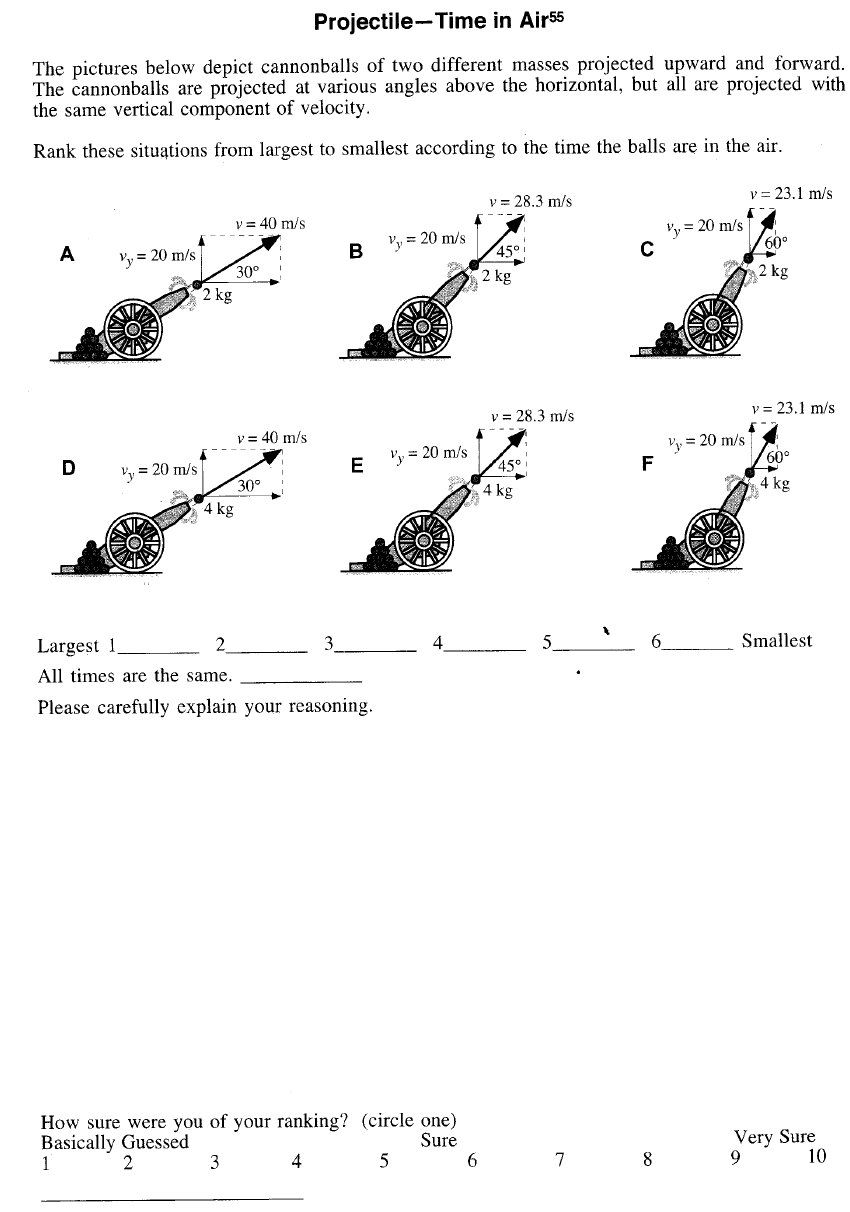 Projectile—Time in Air55
The pictures below depict cannonballs of two different masses projected upward and forward.
The cannonballs are projected at various angles above the horizontal, but all are projected with
the same vertical component of velocity.
Rank these situations from largest to smallest according to the time the balls are in the air.
A
v = 40 m/s
vy = 20 m/s
30°
2 kg
B
v = 28.3 m/s
vy = 20 m/s
45°
2 kg
C
v = 23.1 m/s
vy = 20 m/s
60°
2 kg
D
v = 40 m/s
vy = 20 m/s
30°
4 kg
E
v = 28.3 m/s
vy = 20 m/s
45°
4 kg
F
v = 23.1 m/s
vy = 20 m/s
60°
4 kg
Largest 1________ 2________ 3________ 4________ 5________ 6_______ Smallest
All times are the same. ____________
Please carefully explain your reasoning.
How sure were you of your ranking? (circle one)
Basically Guessed Sure Very Sure
1 2 3 4 5 6 7 8 9 10